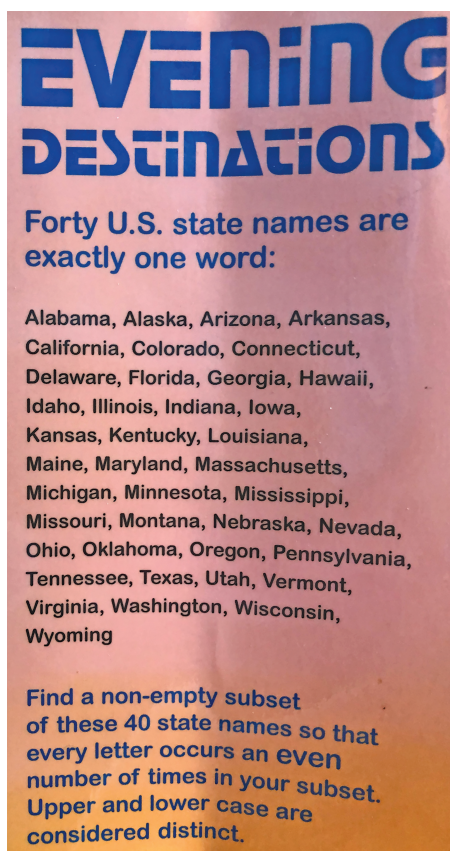 EVENING
DESTINATIONS
Forty U.S. state names are
exactly one word:
Alabama, Alaska, Arizona, Arkansas,
California, Colorado, Connecticut,
Delaware, Florida, Georgia, Hawaii,
Idaho, Illinois, Indiana, Iowa,
Kansas, Kentucky, Louisiana,
Maine, Maryland, Massachusetts,
Michigan, Minnesota, Mississippi,
Missouri, Montana, Nebraska, Nevada,
Ohio, Oklahoma, Oregon, Pennsylvania,
Tennessee, Texas, Utah, Vermont,
Virginia, Washington, Wisconsin,
Wyoming
Find a non-empty subset
of these 40 state names so that
every letter occurs an even
number of times in your subset.
Upper and lower case are
considered distinct.